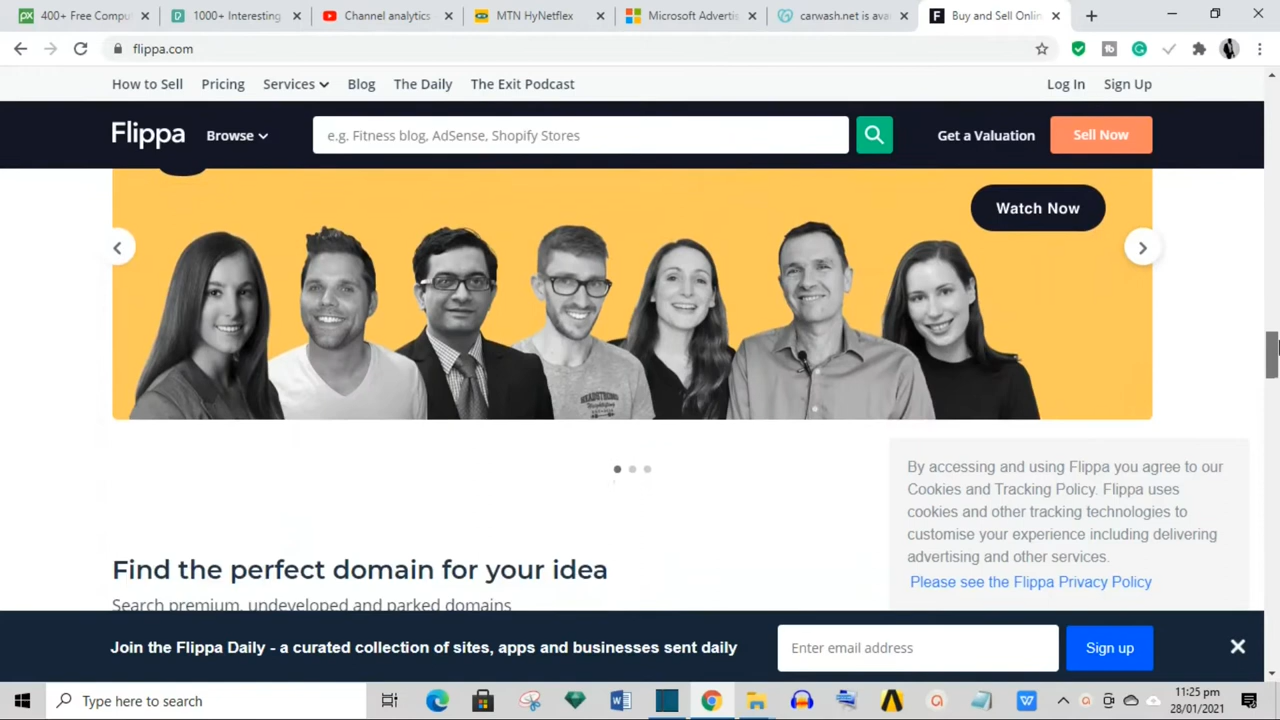 400+ Free Compu
1000+ Interesting
Channel analytics
MTN HyNetflex
Microsoft Advertis
carwash.net is ava
Buy and Sell Onlin
flippa.com
How to Sell Pricing Services Blog The Daily The Exit Podcast Log In Sign Up
Flippa Browse e.g. Fitness blog, AdSense, Shopify Stores Get a Valuation Sell Now
Watch Now
By accessing and using Flippa you agree to our
Cookies and Tracking Policy. Flippa uses
cookies and other tracking technologies to
customise your experience including delivering
advertising and other services.
Please see the Flippa Privacy Policy
Find the perfect domain for your idea
Search premium, undeveloped and parked domains
Join the Flippa Daily - a curated collection of sites, apps and businesses sent daily Enter email address Sign up
Type here to search
11:25 pm
28/01/2021